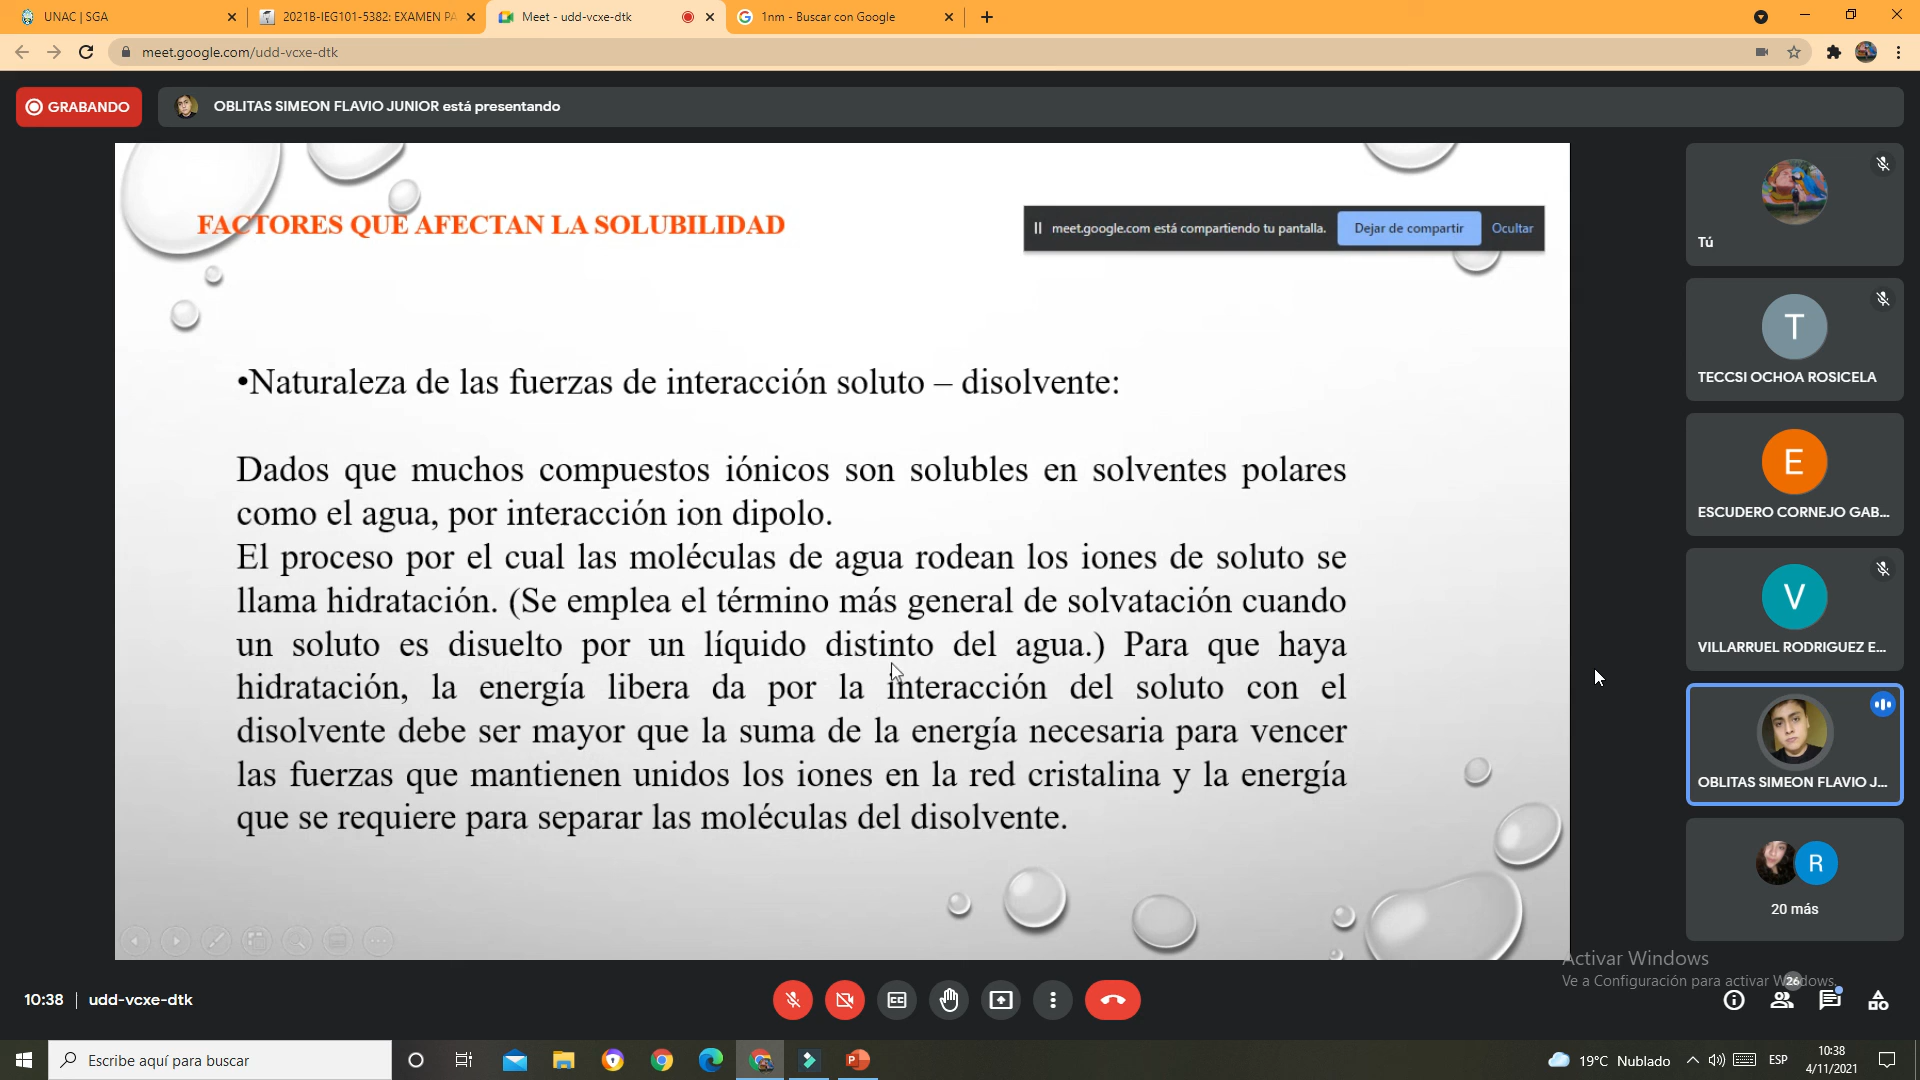 UNAC | SGA
2021B-IEG101-5382: EXAMEN PA
Meet - udd-vcxe-dtk
1nm - Buscar con Google
meet.google.com/udd-vcxe-dtk
GRABANDO
OBLITAS SIMEON FLAVIO JUNIOR está presentando
FACTORES QUE AFECTAN LA SOLUBILIDAD
meet.google.com está compartiendo tu pantalla.
Dejar de compartir
Ocultar
•Naturaleza de las fuerzas de interacción soluto – disolvente:
Dados que muchos compuestos iónicos son solubles en solventes polares
como el agua, por interacción ion dipolo.
El proceso por el cual las moléculas de agua rodean los iones de soluto se
llama hidratación. (Se emplea el término más general de solvatación cuando
un soluto es disuelto por un líquido distinto del agua.) Para que haya
hidratación, la energía libera da por la interacción del soluto con el
disolvente debe ser mayor que la suma de la energía necesaria para vencer
las fuerzas que mantienen unidos los iones en la red cristalina y la energía
que se requiere para separar las moléculas del disolvente.
Tú
T
TECCSI OCHOA ROSICELA
E
ESCUDERO CORNEJO GAB...
V
VILLARRUEL RODRIGUEZ E...
OBLITAS SIMEON FLAVIO J...
R
20 más
Activar Windows
Ve a Configuración para activar Windows.
26
10:38 | udd-vcxe-dtk
Escribe aquí para buscar
19°C Nublado
ESP
10:38
4/11/2021